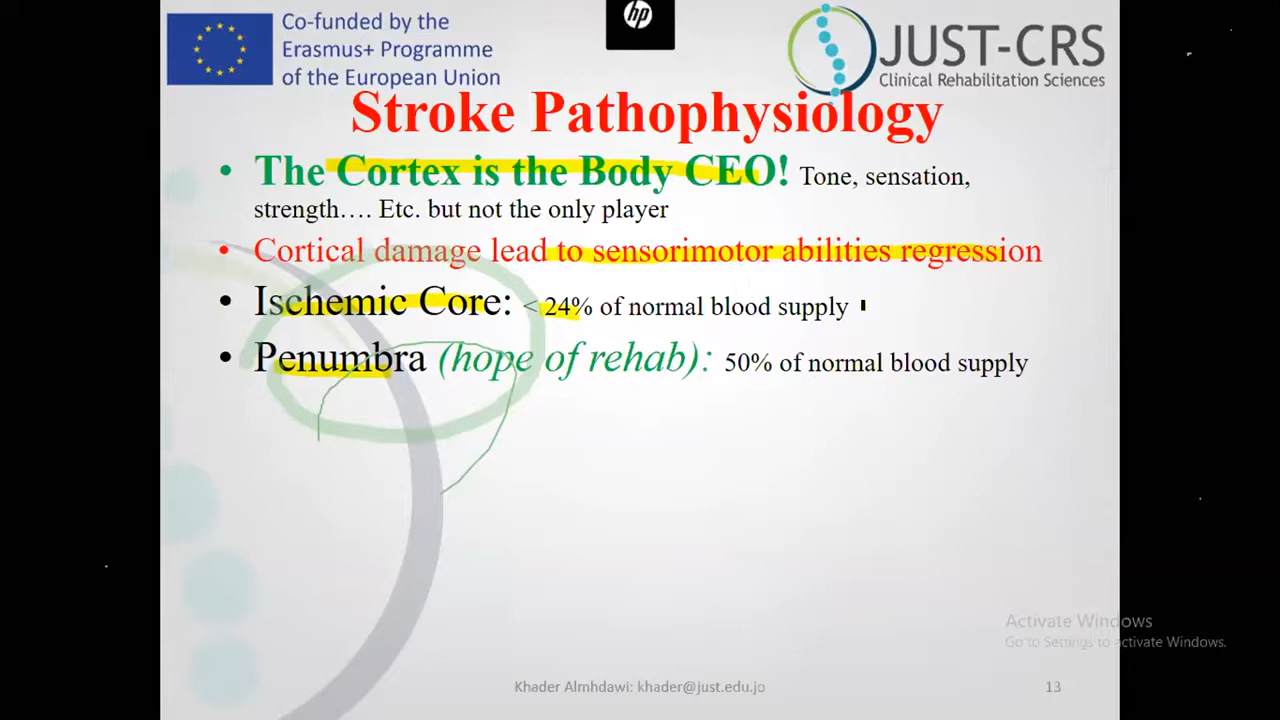 Co-funded by the
Erasmus+ Programme
of the European Union
hp
JUST-CRS
Clinical Rehabilitation Sciences
Stroke Pathophysiology
• The Cortex is the Body CEO! Tone, sensation,
strength…. Etc. but not the only player
• Cortical damage lead to sensorimotor abilities regression
• Ischemic Core: < 24% of normal blood supply
• Penumbra (hope of rehab): 50% of normal blood supply
Activate Windows
Go to Settings to activate Windows.
Khader Almhdawi: khader@just.edu.jo
13